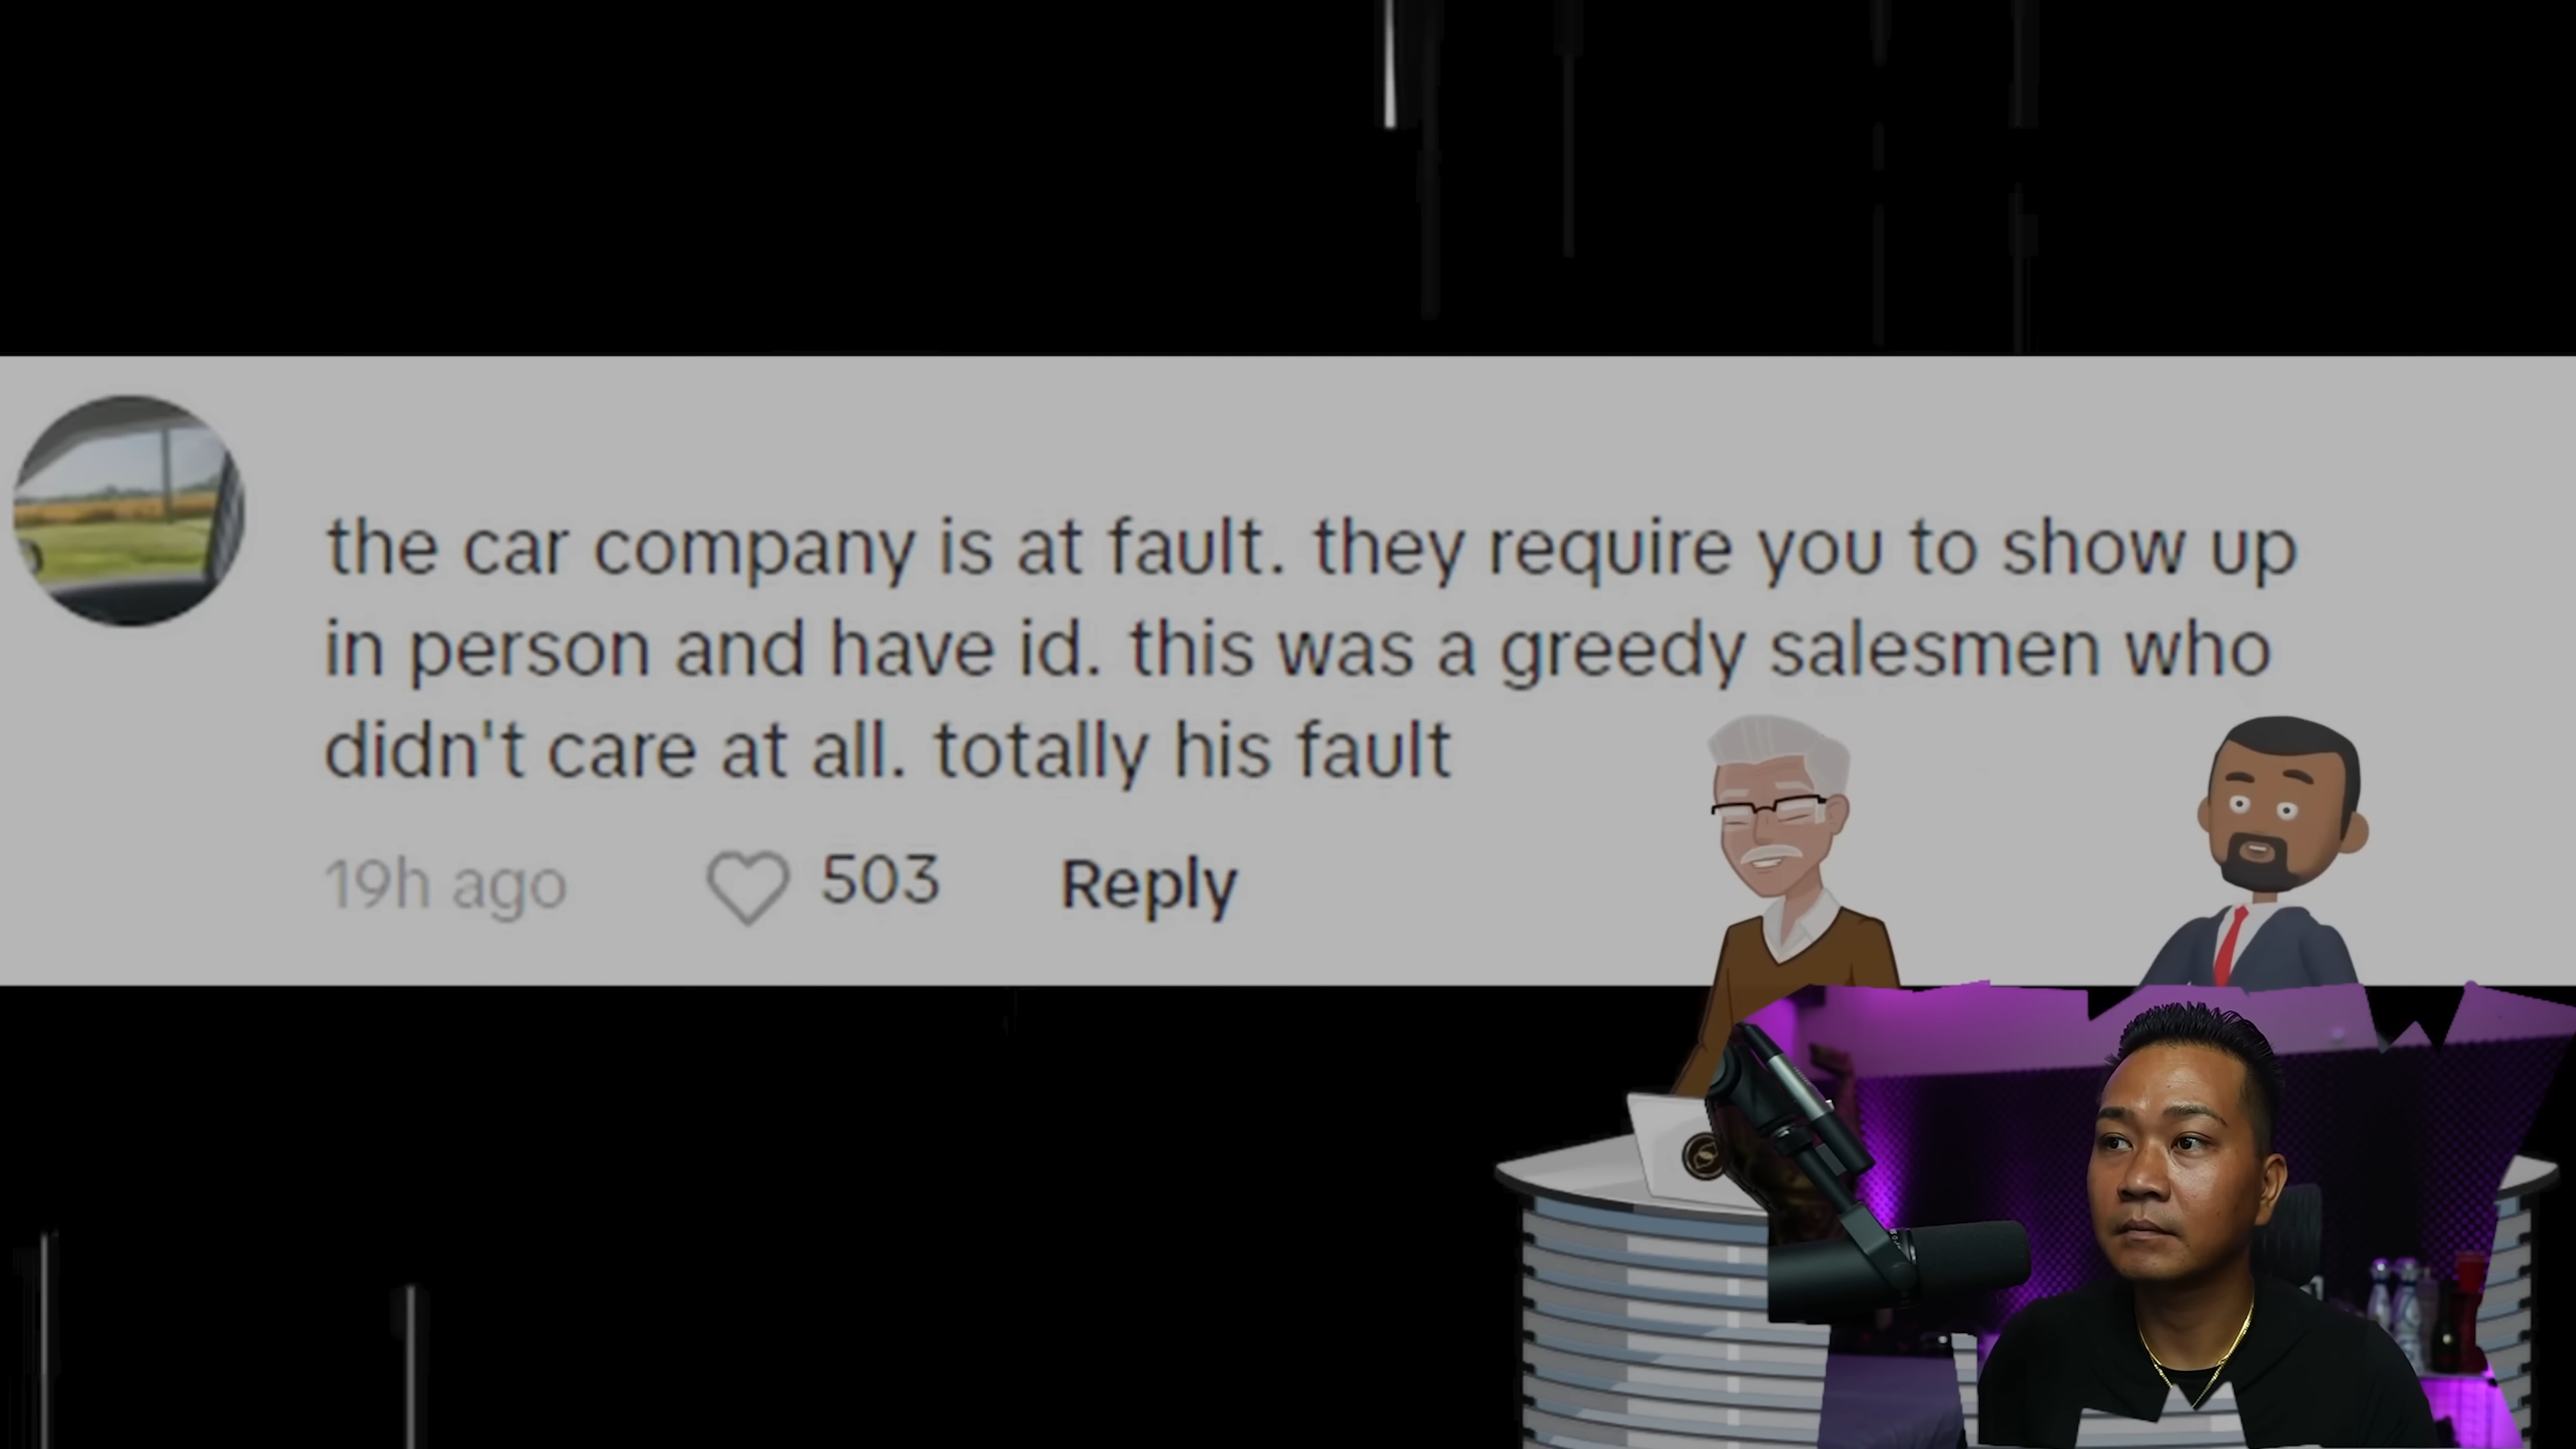 the car company is at fault. they require you to show up
in person and have id. this was a greedy salesmen who
didn't care at all. totally his fault
19h ago 503 Reply